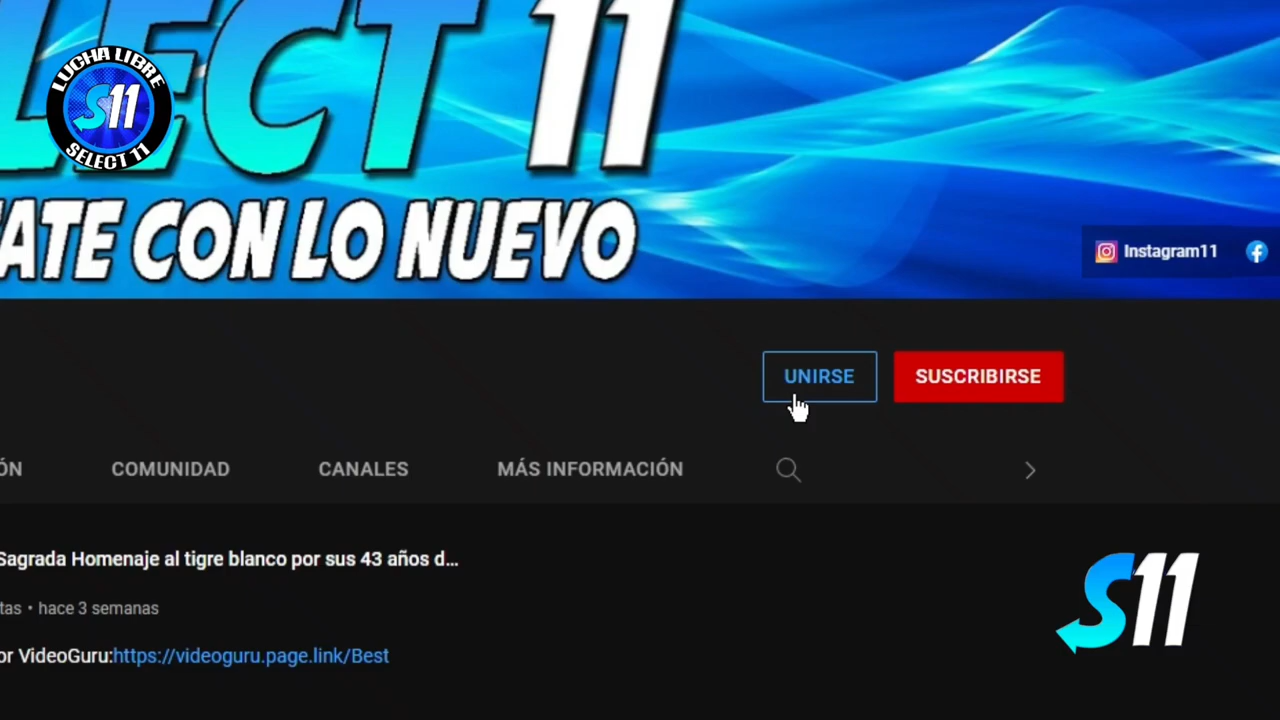 LECT 11
LUCHA LIBRE
S11
SELECT 11
ATE CON LO NUEVO
Instagram11
UNIRSE
SUSCRIBIRSE
ÓN
COMUNIDAD
CANALES
MÁS INFORMACIÓN
Sagrada Homenaje al tigre blanco por sus 43 años d...
tas • hace 3 semanas
or VideoGuru:https://videoguru.page.link/Best
S11